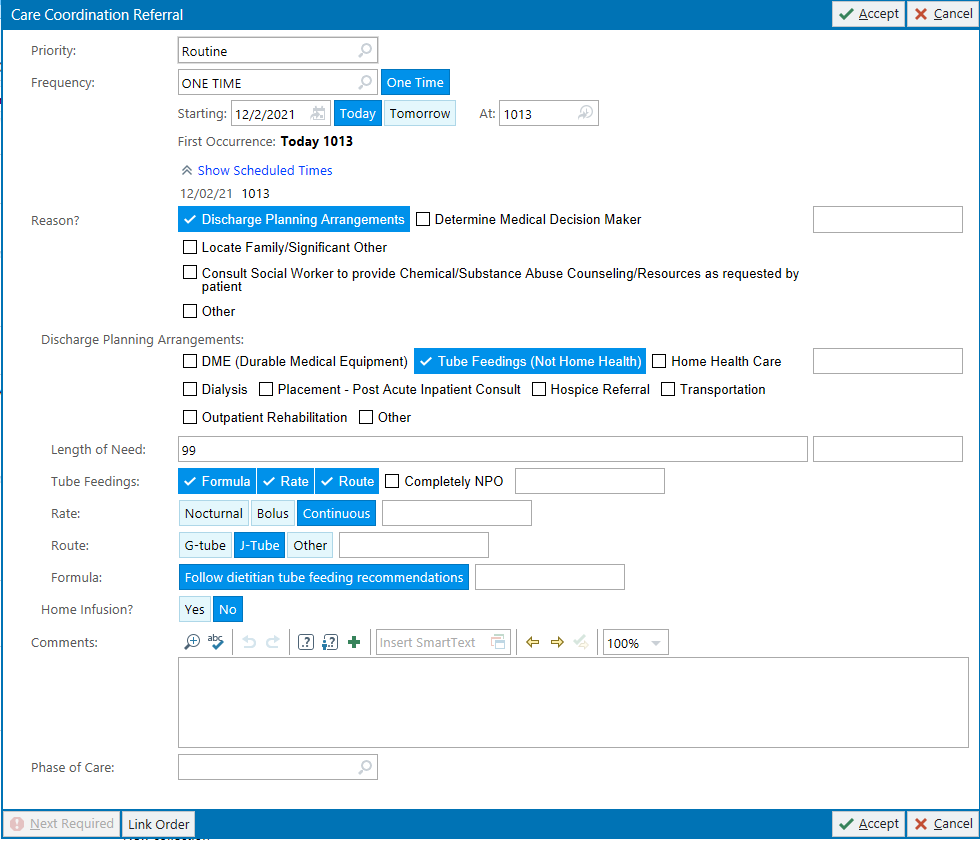 Care Coordination Referral Accept Cancel
Priority: Routine
Frequency: ONE TIME One Time
Starting: 12/2/2021 Today Tomorrow At: 1013
First Occurrence: Today 1013
Show Scheduled Times
12/02/21 1013
Reason? Discharge Planning Arrangements Determine Medical Decision Maker
Locate Family/Significant Other
Consult Social Worker to provide Chemical/Substance Abuse Counseling/Resources as requested by
patient
Other
Discharge Planning Arrangements:
DME (Durable Medical Equipment) Tube Feedings (Not Home Health) Home Health Care
Dialysis Placement - Post Acute Inpatient Consult Hospice Referral Transportation
Outpatient Rehabilitation Other
Length of Need: 99
Tube Feedings: Formula Rate Route Completely NPO
Rate: Nocturnal Bolus Continuous
Route: G-tube J-Tube Other
Formula: Follow dietitian tube feeding recommendations
Home Infusion? Yes No
Comments: abc Insert SmartText 100%
Phase of Care:
Next Required Link Order Accept Cancel